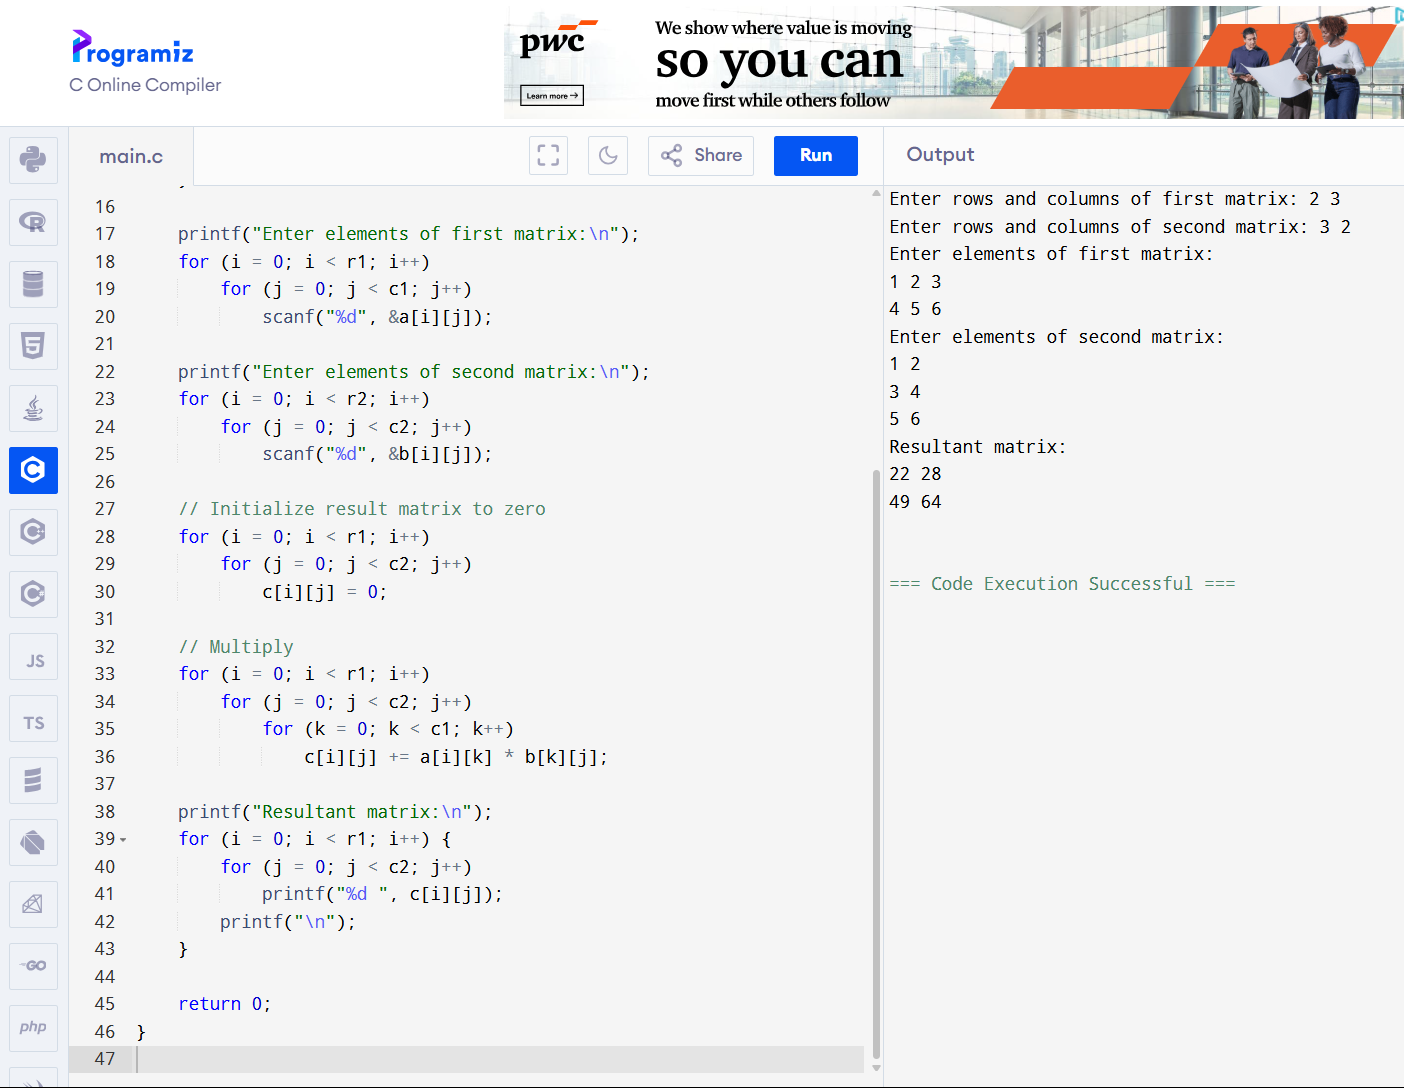 Programiz
C Online Compiler
pwc
Learn more →
We show where value is moving
so you can
move first while others follow
main.c
Share
Run
Output
16
17     printf("Enter elements of first matrix:\n");
18     for (i = 0; i < r1; i++)
19         for (j = 0; j < c1; j++)
20             scanf("%d", &a[i][j]);
21
22     printf("Enter elements of second matrix:\n");
23     for (i = 0; i < r2; i++)
24         for (j = 0; j < c2; j++)
25             scanf("%d", &b[i][j]);
26
27     // Initialize result matrix to zero
28     for (i = 0; i < r1; i++)
29         for (j = 0; j < c2; j++)
30             c[i][j] = 0;
31
32     // Multiply
33     for (i = 0; i < r1; i++)
34         for (j = 0; j < c2; j++)
35             for (k = 0; k < c1; k++)
36                 c[i][j] += a[i][k] * b[k][j];
37
38     printf("Resultant matrix:\n");
39     for (i = 0; i < r1; i++) {
40         for (j = 0; j < c2; j++)
41             printf("%d ", c[i][j]);
42         printf("\n");
43     }
44
45     return 0;
46 }
47
Enter rows and columns of first matrix: 2 3
Enter rows and columns of second matrix: 3 2
Enter elements of first matrix:
1 2 3
4 5 6
Enter elements of second matrix:
1 2
3 4
5 6
Resultant matrix:
22 28
49 64
=== Code Execution Successful ===
R
5
C
C
JS
TS
GO
php